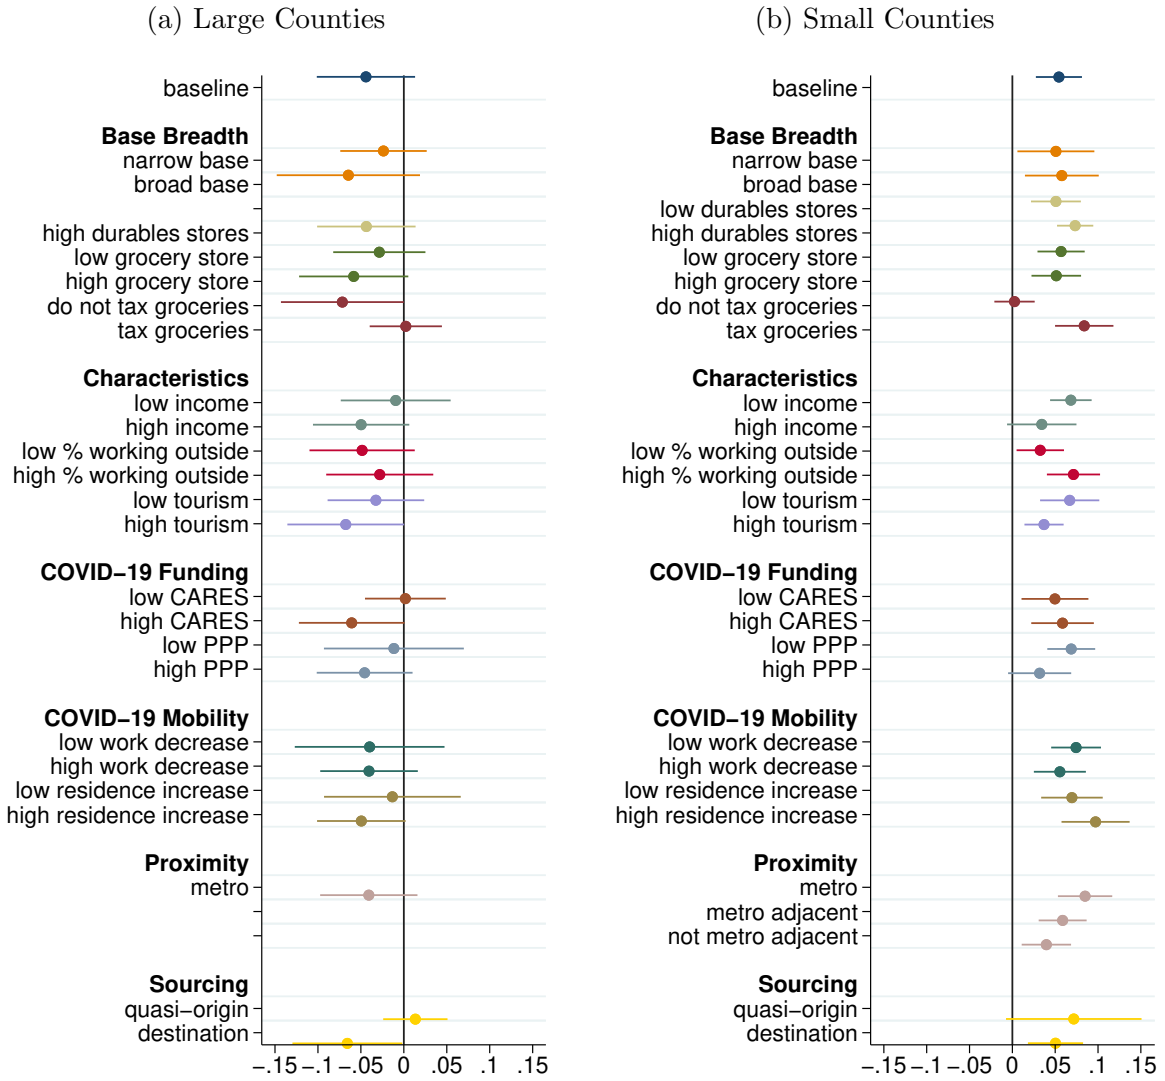 (a) Large Counties
baseline
Base Breadth
narrow base
broad base
high durables stores
low grocery store
high grocery store
do not tax groceries
tax groceries
Characteristics
low income
high income
low % working outside
high % working outside
low tourism
high tourism
COVID−19 Funding
low CARES
high CARES
low PPP
high PPP
COVID−19 Mobility
low work decrease
high work decrease
low residence increase
high residence increase
Proximity
metro
Sourcing
quasi−origin
destination
−.15 −.1 −.05 0 .05 .1 .15
(b) Small Counties
baseline
Base Breadth
narrow base
broad base
low durables stores
high durables stores
low grocery store
high grocery store
do not tax groceries
tax groceries
Characteristics
low income
high income
low % working outside
high % working outside
low tourism
high tourism
COVID−19 Funding
low CARES
high CARES
low PPP
high PPP
COVID−19 Mobility
low work decrease
high work decrease
low residence increase
high residence increase
Proximity
metro
metro adjacent
not metro adjacent
Sourcing
quasi−origin
destination
−.15 −.1 −.05 0 .05 .1 .15